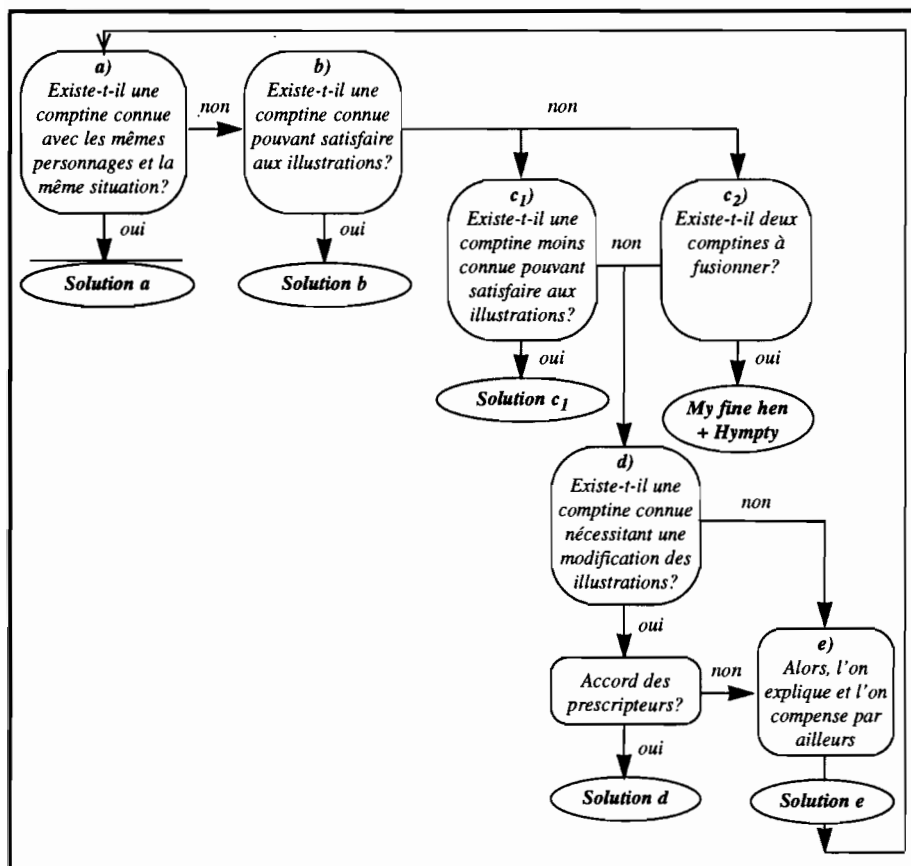 a)
Existe-t-il une
comptine connue
avec les mêmes
personnages et la
même situation?
non
oui
Solution a
b)
Existe-t-il une
comptine connue
pouvant satisfaire
aux illustrations?
non
oui
Solution b
c1)
Existe-t-il une
comptine moins
connue pouvant
satisfaire aux
illustrations?
non
oui
Solution c1
c2)
Existe-t-il deux
comptines à
fusionner?
oui
My fine hen
+ Hympty
d)
Existe-t-il une
comptine connue
nécessitant une
modification des
illustrations?
non
oui
Accord des
prescripteurs?
non
oui
Solution d
e)
Alors, l'on
explique et l'on
compense par
ailleurs
Solution e